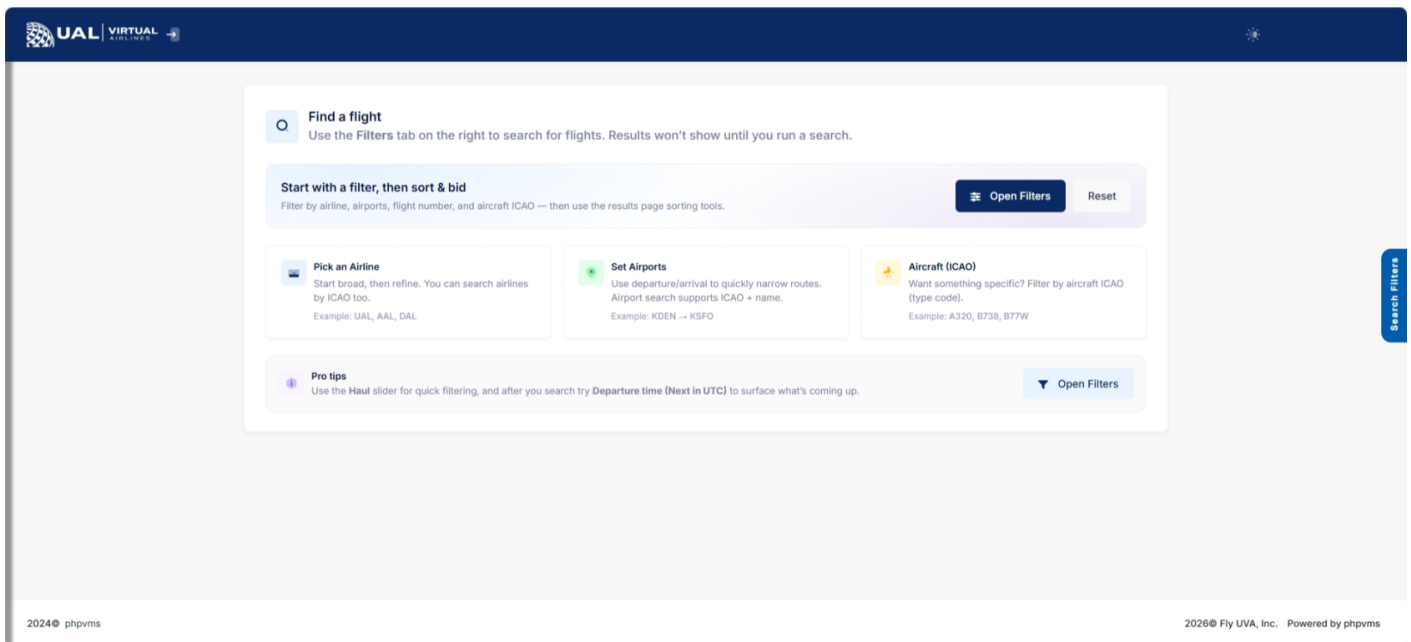 UAL VIRTUAL AIRLINES
Find a flight
Use the Filters tab on the right to search for flights. Results won't show until you run a search.
Start with a filter, then sort & bid
Filter by airline, airports, flight number, and aircraft ICAO — then use the results page sorting tools.
Open Filters
Reset
Pick an Airline
Start broad, then refine. You can search airlines
by ICAO too.
Example: UAL, AAL, DAL
Set Airports
Use departure/arrival to quickly narrow routes.
Airport search supports ICAO + name.
Example: KDEN → KSFO
Aircraft (ICAO)
Want something specific? Filter by aircraft ICAO
(type code).
Example: A320, B738, B77W
Search Filters
Pro tips
Use the Haul slider for quick filtering, and after you search try Departure time (Next in UTC) to surface what's coming up.
Open Filters
2024© phpvms
2026© Fly UVA, Inc. Powered by phpvms